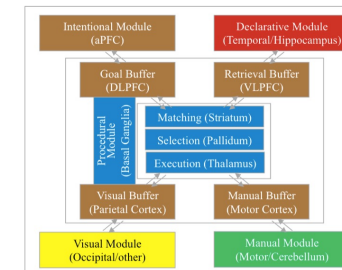 Intentional Module
(aPFC)
Declarative Module
(Temporal/Hippocampus)
Goal Buffer
(DLPFC)
Retrieval Buffer
(VLPFC)
Procedural
Module
(Basal Ganglia)
Matching (Striatum)
Selection (Pallidum)
Execution (Thalamus)
Visual Buffer
(Parietal Cortex)
Manual Buffer
(Motor Cortex)
Visual Module
(Occipital/other)
Manual Module
(Motor/Cerebellum)